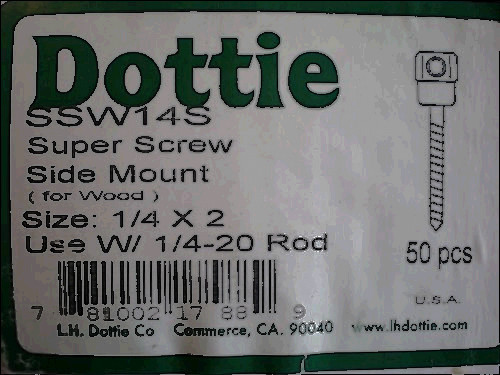 Dottie
SSW14S
Super Screw
Side Mount
( for Wood )
Size: 1/4 X 2
Use W/ 1/4-20 Rod
50 pcs
U.S.A.
7 81002 17 88 9
L.H. Dottie Co Commerce, CA. 90040 www.lhdottie.com